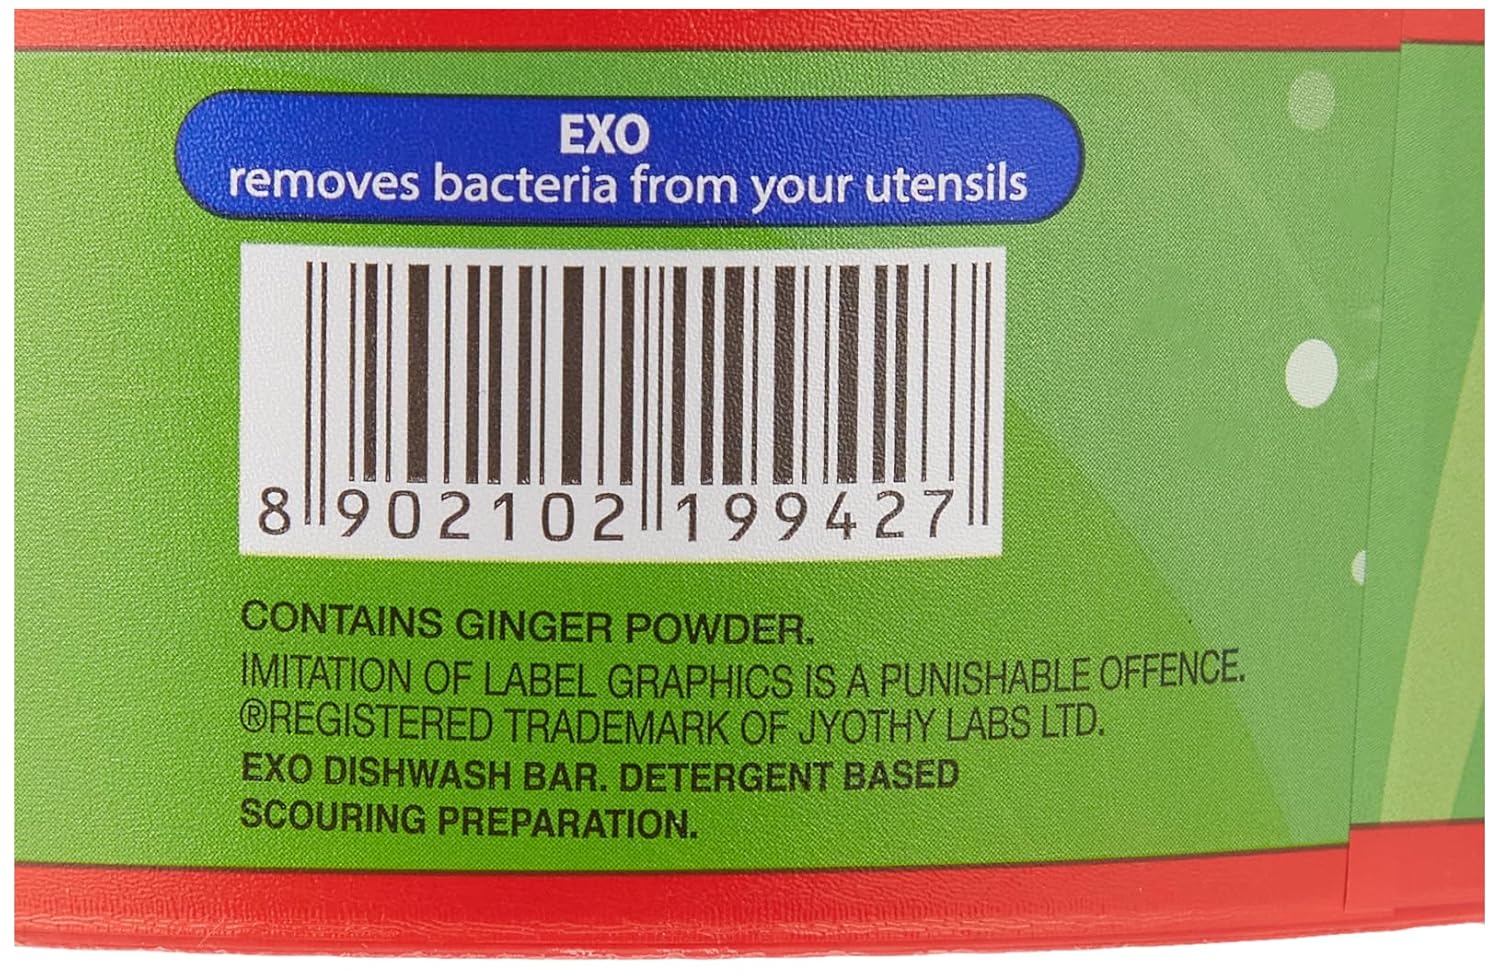 EXO
removes bacteria from your utensils
8 902102 199427
CONTAINS GINGER POWDER.
IMITATION OF LABEL GRAPHICS IS A PUNISHABLE OFFENCE.
®REGISTERED TRADEMARK OF JYOTHY LABS LTD.
EXO DISHWASH BAR. DETERGENT BASED
SCOURING PREPARATION.